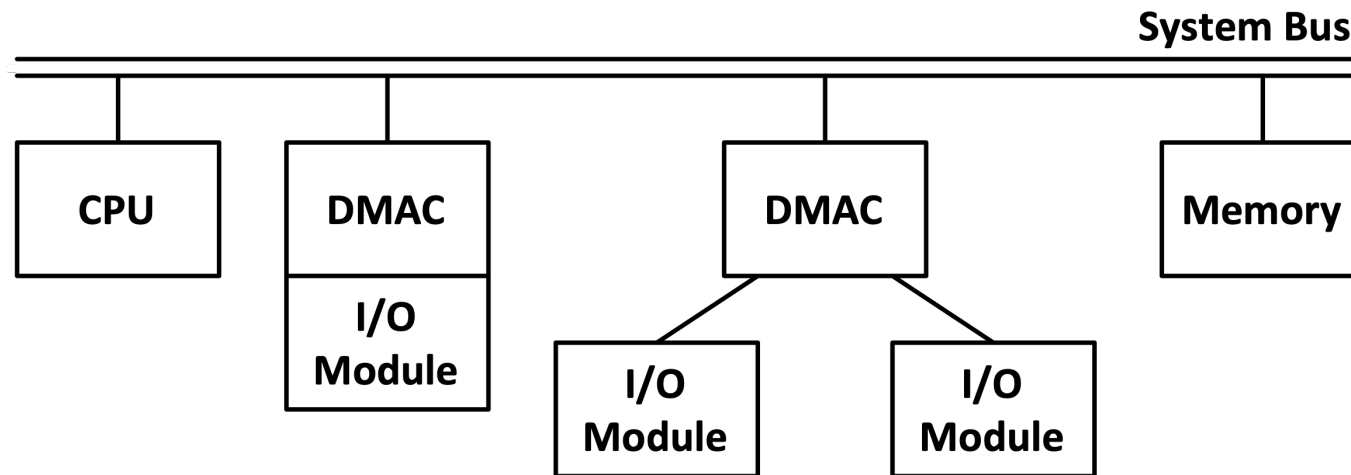 System Bus
CPU
DMAC
DMAC
Memory
I/O
Module
I/O
Module
I/O
Module